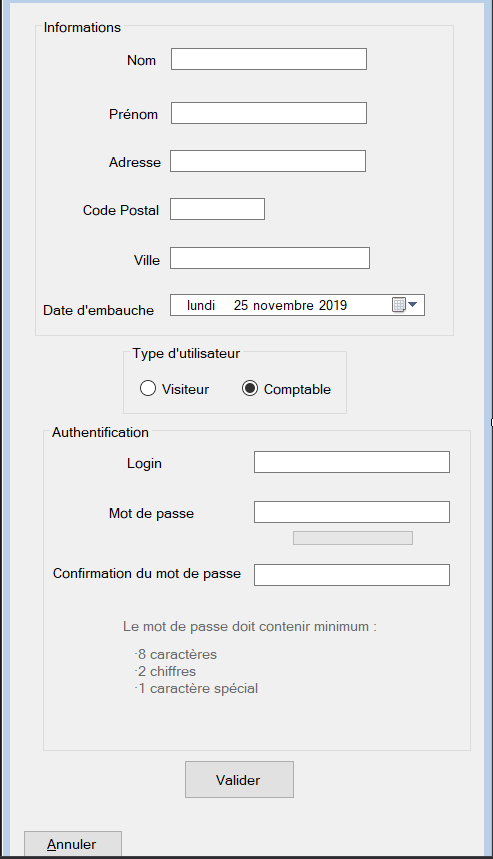 Informations
Nom
Prénom
Adresse
Code Postal
Ville
Date d'embauche lundi 25 novembre 2019
Type d'utilisateur
Visiteur Comptable
Authentification
Login
Mot de passe
Confirmation du mot de passe
Le mot de passe doit contenir minimum :
·8 caractères
·2 chiffres
·1 caractère spécial
Valider
Annuler